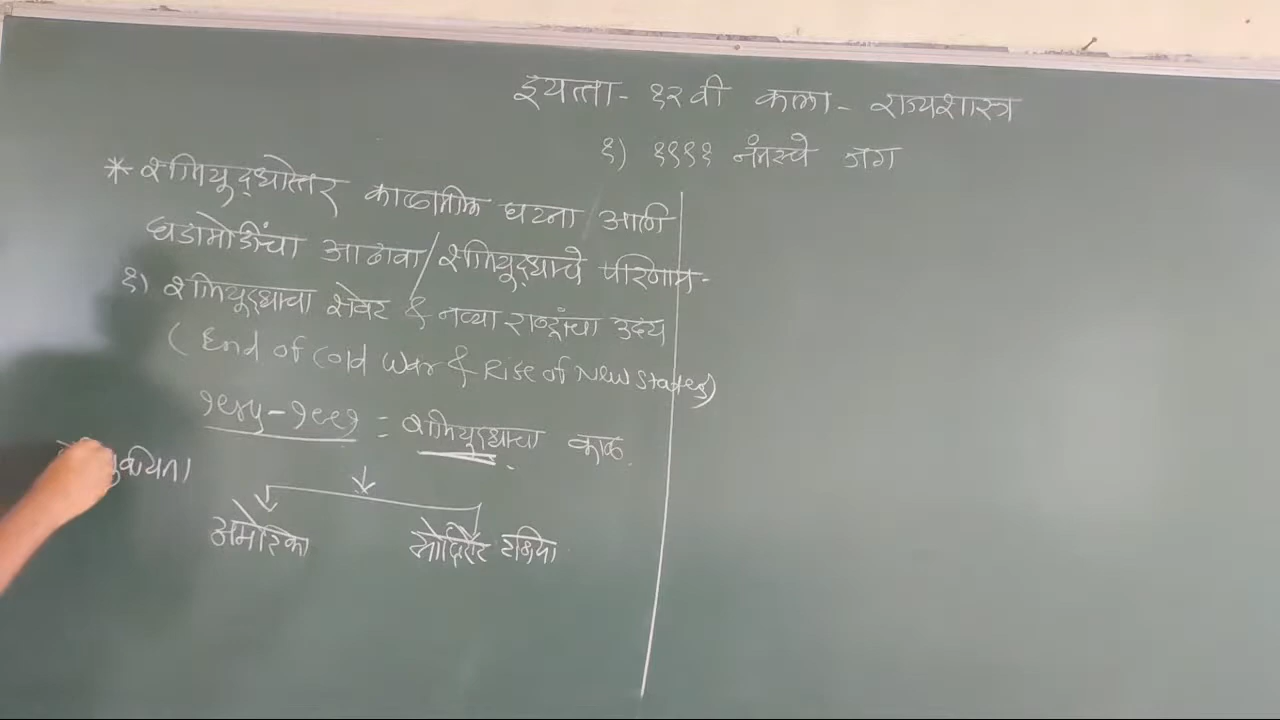 इयत्ता - १२वी कला - राज्यशास्त्र
१) १९९१ नंतरचे जग
* शीतयुद्धोत्तर काळातील घटना आणि
घडामोडींचा आढावा / शीतयुद्धाचे परिणाम -
१) शीतयुद्धाचा शेवट & नव्या राष्ट्रांचा उदय
( End of Cold War & Rise of New States)
१९४५ - १९९१ = शीतयुद्धाचा काळ.
अमेरिका सोव्हिएट रशिया